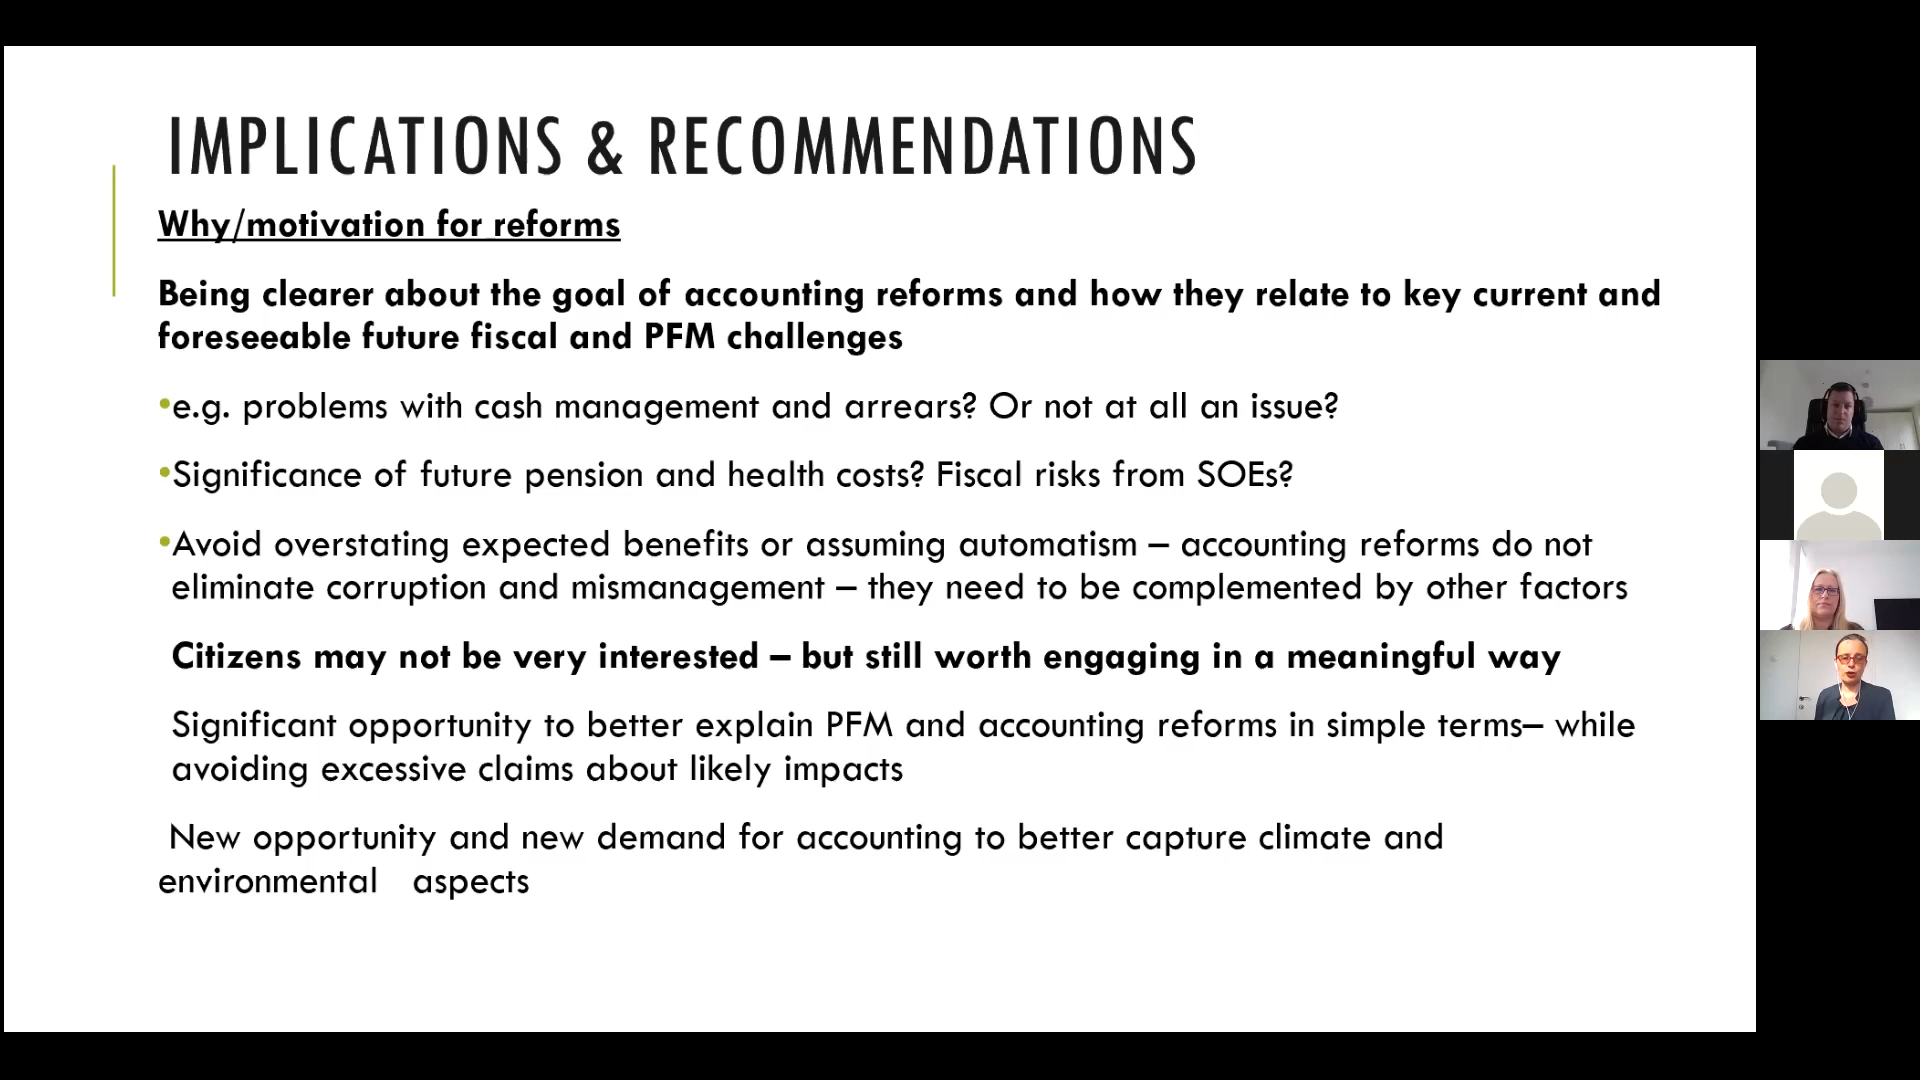 IMPLICATIONS & RECOMMENDATIONS
Why/motivation for reforms
Being clearer about the goal of accounting reforms and how they relate to key current and
foreseeable future fiscal and PFM challenges
•e.g. problems with cash management and arrears? Or not at all an issue?
•Significance of future pension and health costs? Fiscal risks from SOEs?
•Avoid overstating expected benefits or assuming automatism – accounting reforms do not
eliminate corruption and mismanagement – they need to be complemented by other factors
Citizens may not be very interested – but still worth engaging in a meaningful way
Significant opportunity to better explain PFM and accounting reforms in simple terms– while
avoiding excessive claims about likely impacts
New opportunity and new demand for accounting to better capture climate and
environmental aspects